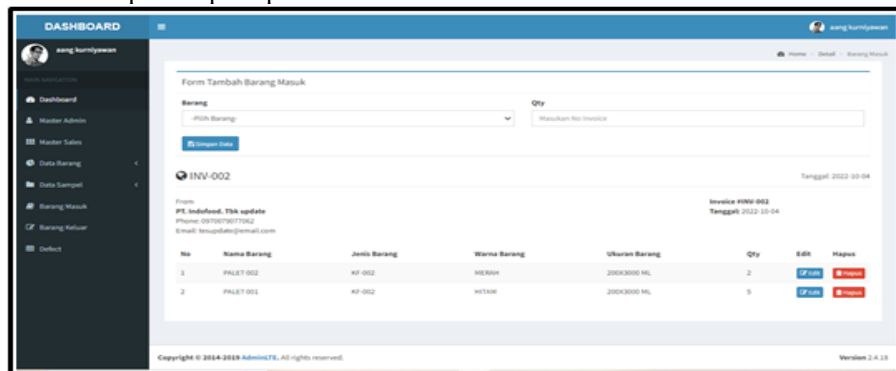 DASHBOARD
aang kurniyawan
aang kurniyawan
Home > Detail > Barang Masuk
MAIN NAVIGATION
Dashboard
Master Admin
Master Sales
Data Barang
Data Sampel
Barang Masuk
Barang Keluar
Defect
Form Tambah Barang Masuk
Barang Qty
-Pilih Barang- Masukan No Invoice
Simpan Data
INV-002 Tanggal: 2022-10-04
From
PT. Indofood. Tbk update
Phone: 0970079077062
Email: tesupdate@email.com
Invoice #INV-002
Tanggal: 2022-10-04
No Nama Barang Jenis Barang Warna Barang Ukuran Barang Qty Edit Hapus
1 PALET-002 KF-002 MERAH 200X3000 ML 2 Edit Hapus
2 PALET-001 KF-002 HITAM 200X3000 ML 5 Edit Hapus
Copyright © 2014-2019 AdminLTE. All rights reserved. Version 2.4.18